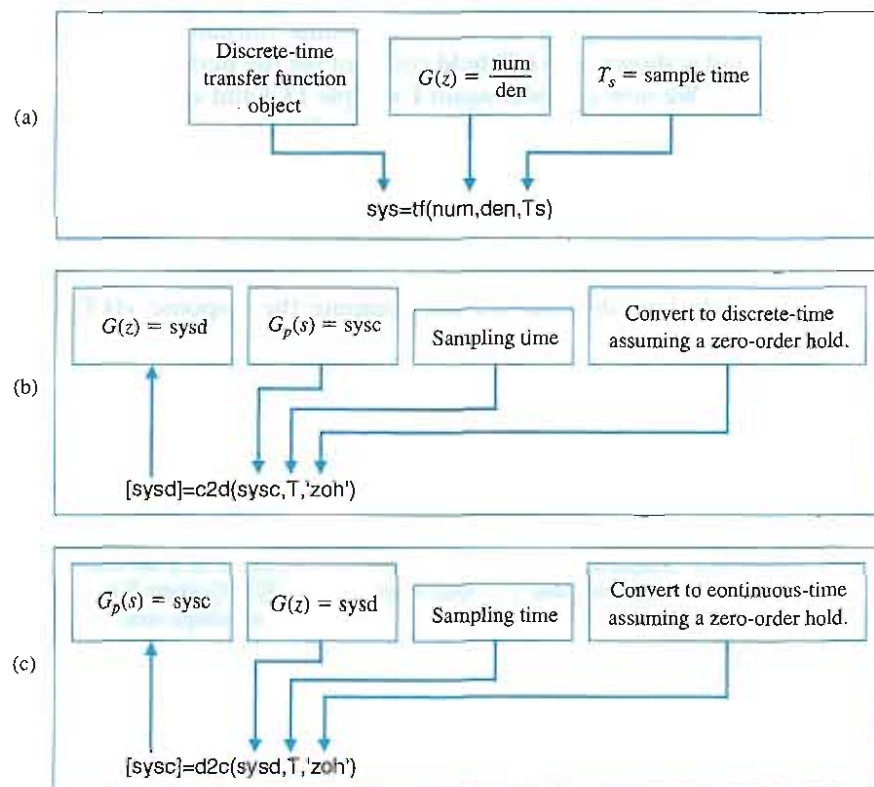 Discrete-time
transfer function
object
G(z) = num
den
T_s = sample time
(a)
sys=tf(num,den,Ts)
G(z) = sysd
G_p(s) = sysc
Sampling time
Convert to discrete-time
assuming a zero-order hold.
(b)
[sysd]=c2d(sysc,T,'zoh')
G_p(s) = sysc
G(z) = sysd
Sampling time
Convert to continuous-time
assuming a zero-order hold.
(c)
[sysc]=d2c(sysd,T,'zoh')